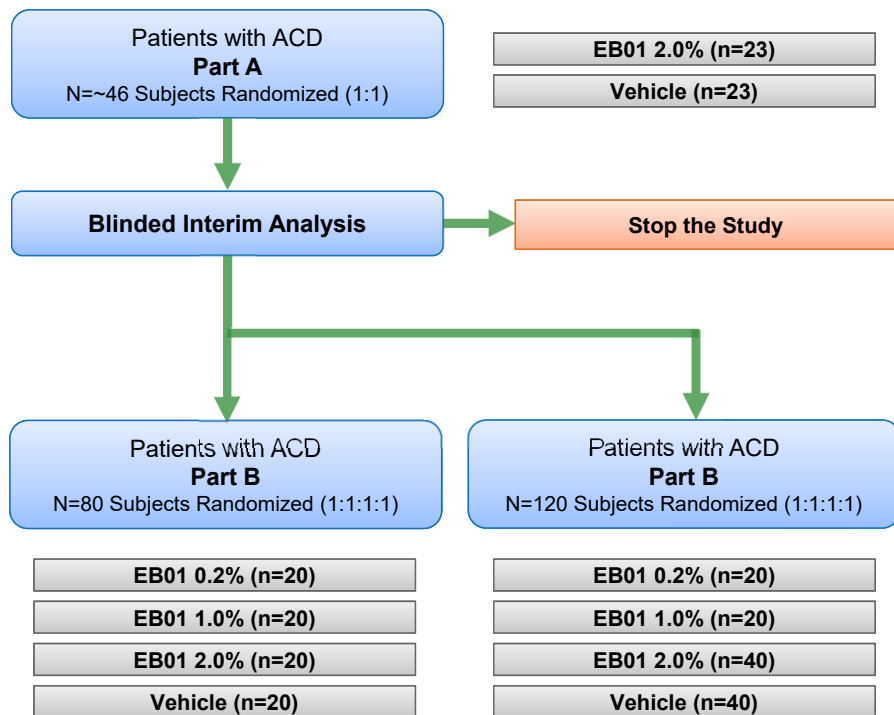 Patients with ACD
Part A
N=~46 Subjects Randomized (1:1)
EB01 2.0% (n=23)
Vehicle (n=23)
Blinded Interim Analysis
Stop the Study
Patients with ACD
Part B
N=80 Subjects Randomized (1:1:1:1)
EB01 0.2% (n=20)
EB01 1.0% (n=20)
EB01 2.0% (n=20)
Vehicle (n=20)
Patients with ACD
Part B
N=120 Subjects Randomized (1:1:1:1)
EB01 0.2% (n=20)
EB01 1.0% (n=20)
EB01 2.0% (n=40)
Vehicle (n=40)